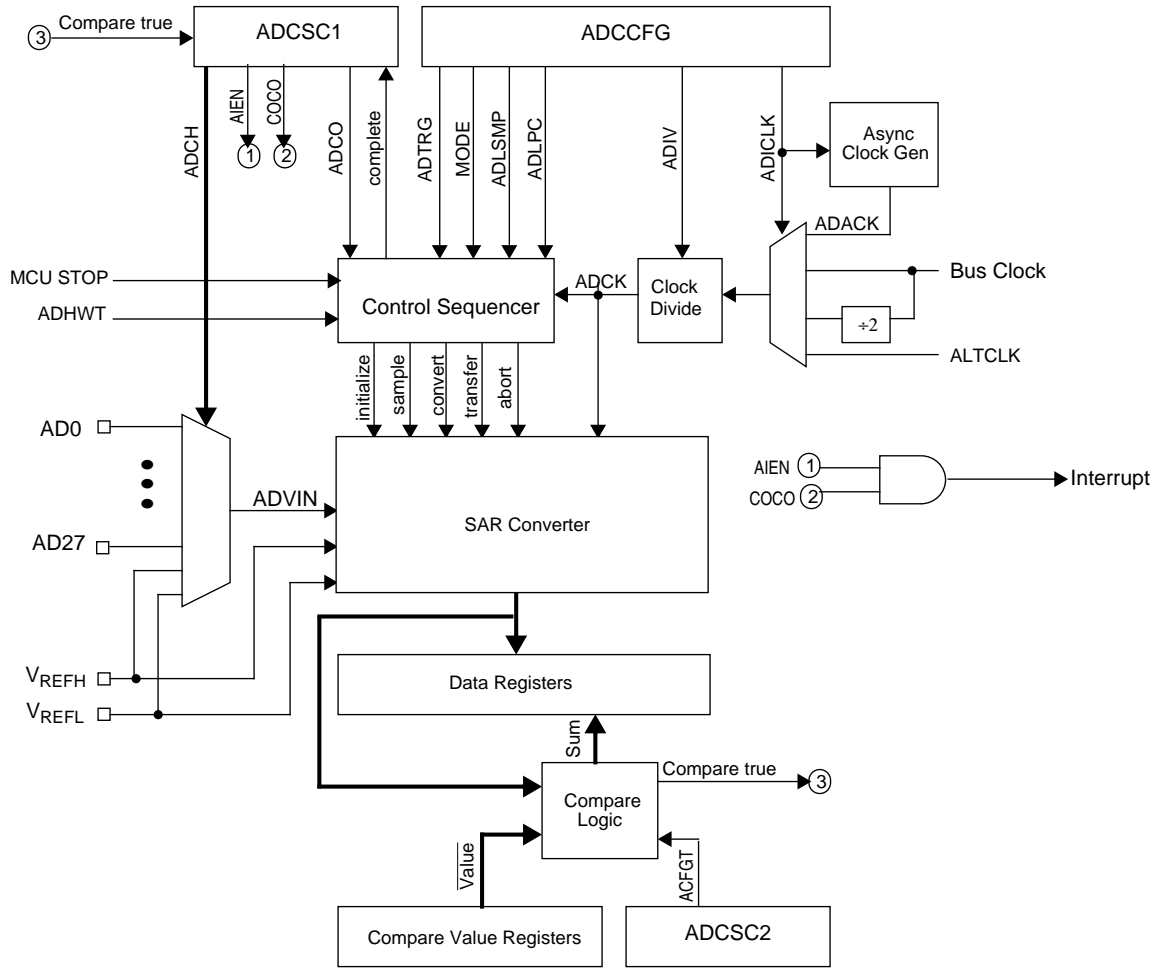 3
Compare true
ADCSC1
ADCCFG
ADCH
AIEN
COCO
1
2
ADCO
complete
ADTRG
MODE
ADLSMP
ADLPC
ADIV
ADICLK
Async
Clock Gen
ADACK
MCU STOP
ADHWT
Control Sequencer
ADCK
Clock
Divide
Bus Clock
÷2
ALTCLK
initialize
sample
convert
transfer
abort
AD0
AD27
ADVIN
SAR Converter
AIEN 1
COCO 2
Interrupt
VREFH
VREFL
Data Registers
Sum
Compare true
3
Compare
Logic
Value
ACFGT
Compare Value Registers
ADCSC2